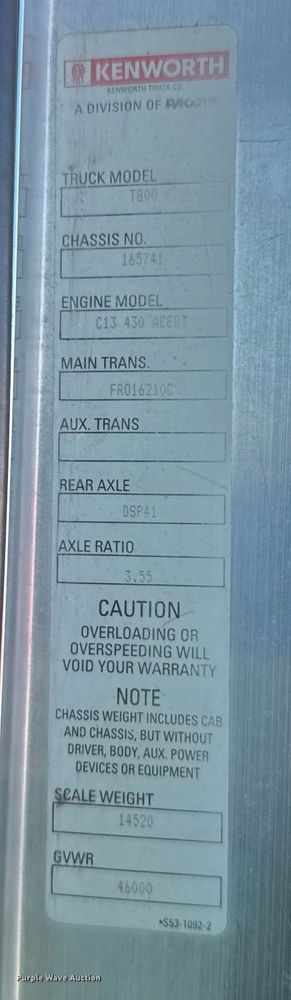 KENWORTH
KENWORTH TRUCK CO
A DIVISION OF PACCAR
TRUCK MODEL
T800
CHASSIS NO.
165741
ENGINE MODEL
C13 430 ACERT
MAIN TRANS.
FRO16210C
AUX. TRANS
REAR AXLE
DSP41
AXLE RATIO
3.55
CAUTION
OVERLOADING OR
OVERSPEEDING WILL
VOID YOUR WARRANTY
NOTE
CHASSIS WEIGHT INCLUDES CAB
AND CHASSIS, BUT WITHOUT
DRIVER, BODY, AUX. POWER
DEVICES OR EQUIPMENT
SCALE WEIGHT
14520
GVWR
46000
•S53-1092-2
Purple Wave Auction